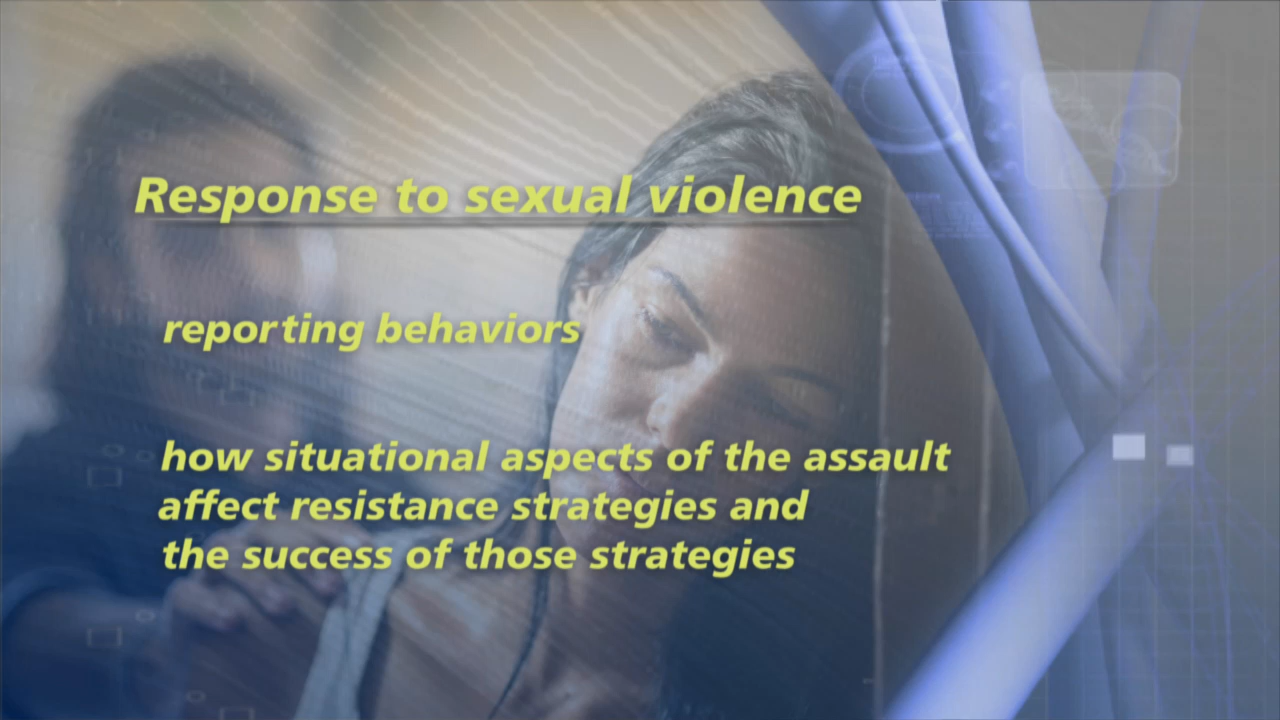 Response to sexual violence
reporting behaviors
how situational aspects of the assault
affect resistance strategies and
the success of those strategies